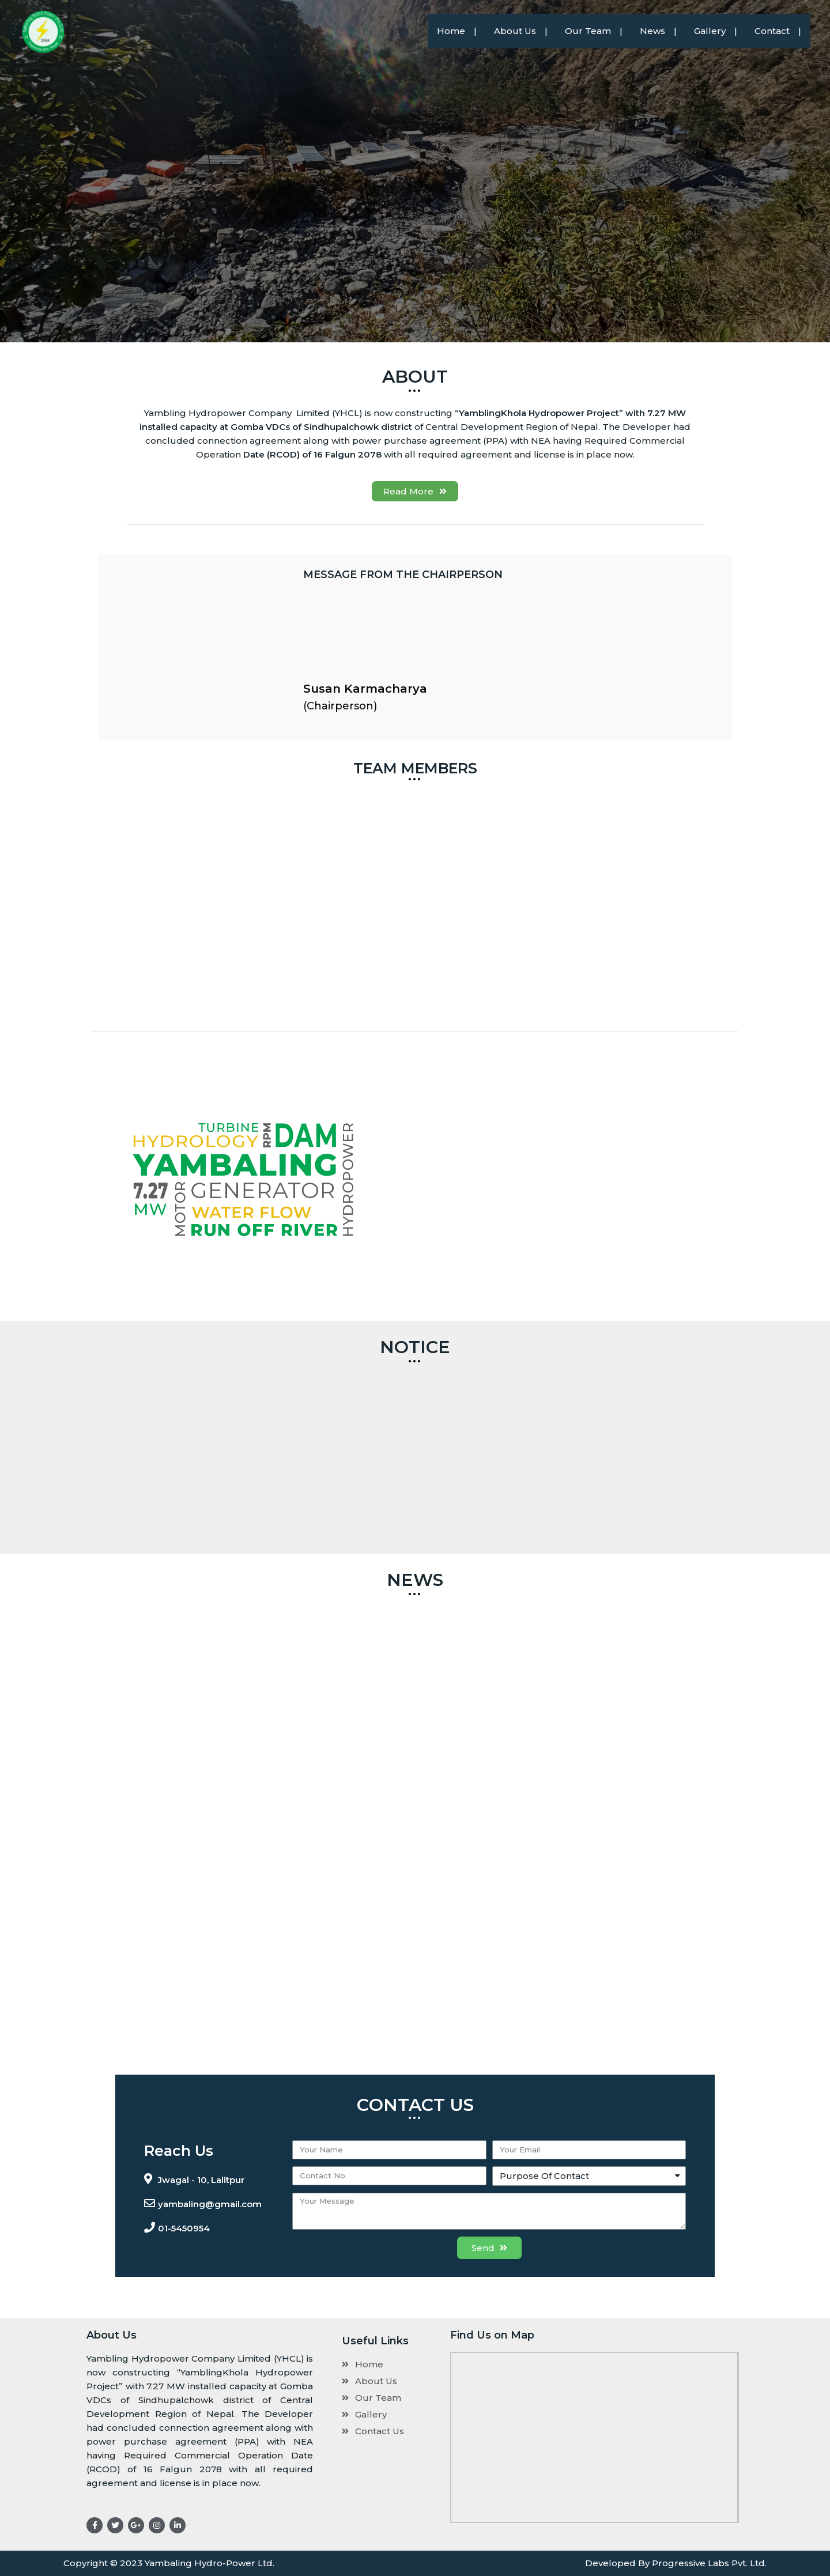 Home | About Us | Our Team | News | Gallery | Contact |
ABOUT
Yambling Hydropower Company Limited (YHCL) is now constructing “YamblingKhola Hydropower Project” with 7.27 MW
installed capacity at Gomba VDCs of Sindhupalchowk district of Central Development Region of Nepal. The Developer had
concluded connection agreement along with power purchase agreement (PPA) with NEA having Required Commercial
Operation Date (RCOD) of 16 Falgun 2078 with all required agreement and license is in place now.
Read More
MESSAGE FROM THE CHAIRPERSON
Susan Karmacharya
(Chairperson)
TEAM MEMBERS
TURBINE
HYDROLOGY
RPM
DAM
YAMBALING
7.27
MW
MOTOR
GENERATOR
WATER FLOW
RUN OFF RIVER
HYDROPOWER
NOTICE
NEWS
CONTACT US
Reach Us
Jwagal - 10, Lalitpur
yambaling@gmail.com
01-5450954
Your Name
Your Email
Contact No.
Purpose Of Contact
Your Message
Send
About Us
Yambling Hydropower Company Limited (YHCL) is
now constructing “YamblingKhola Hydropower
Project” with 7.27 MW installed capacity at Gomba
VDCs of Sindhupalchowk district of Central
Development Region of Nepal. The Developer
had concluded connection agreement along with
power purchase agreement (PPA) with NEA
having Required Commercial Operation Date
(RCOD) of 16 Falgun 2078 with all required
agreement and license is in place now.
Useful Links
Home
About Us
Our Team
Gallery
Contact Us
Find Us on Map
Copyright © 2023 Yambaling Hydro-Power Ltd.
Developed By Progressive Labs Pvt. Ltd.